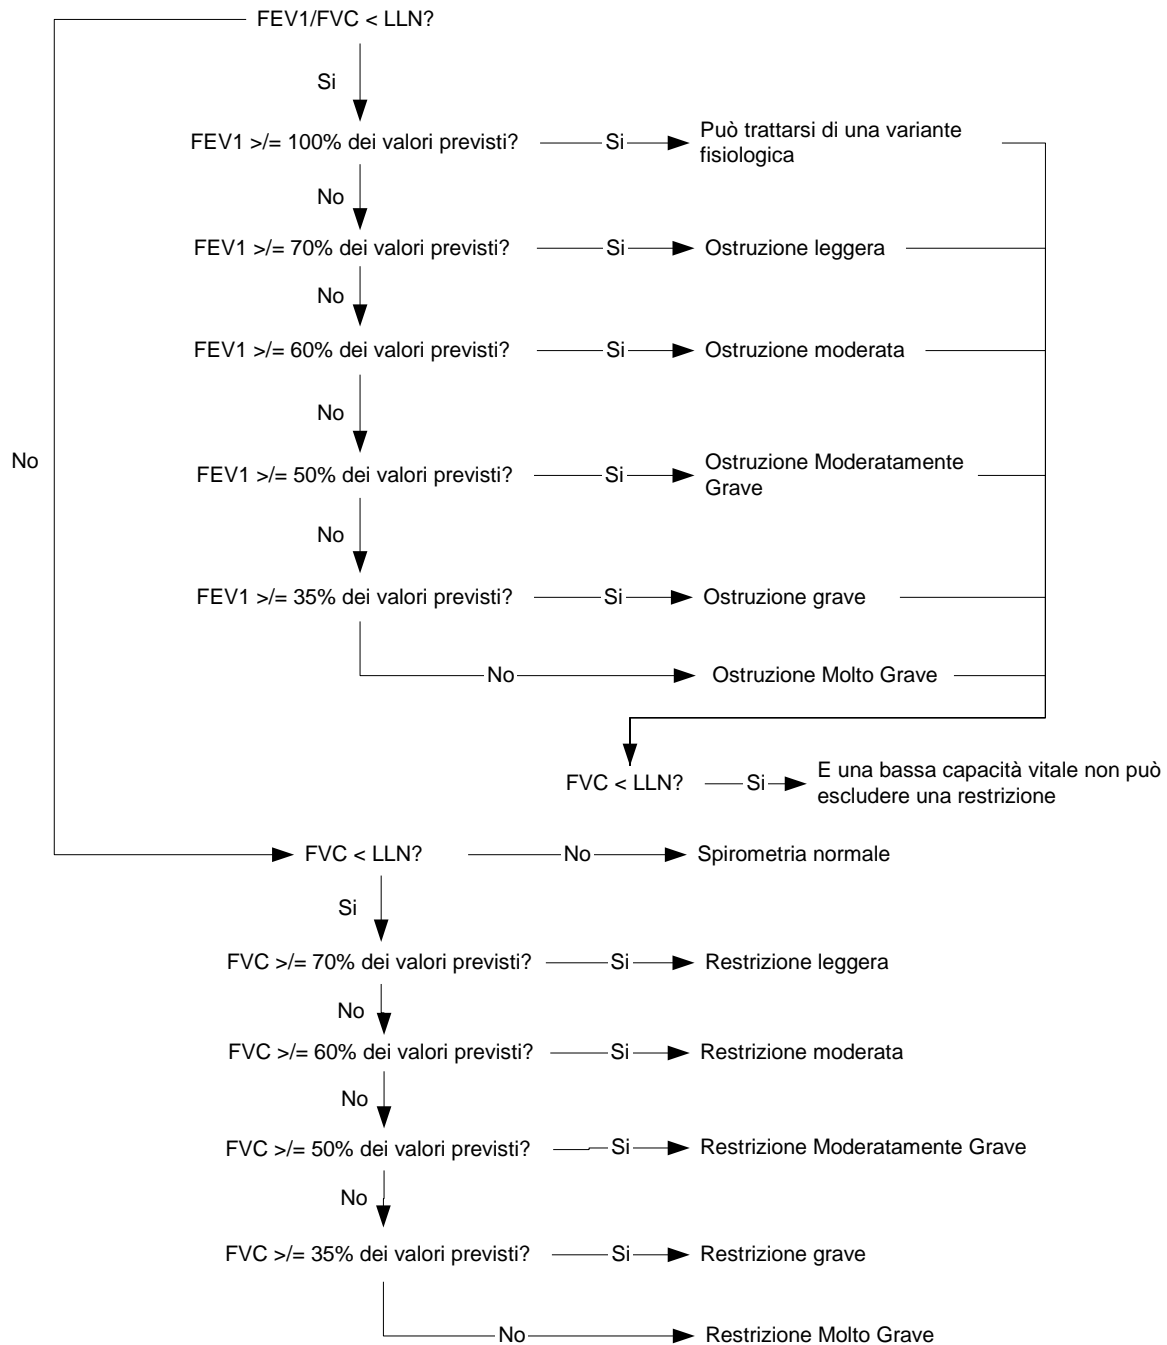 FEV1/FVC < LLN?
Si
FEV1 >/= 100% dei valori previsti?
Si
Può trattarsi di una variante
fisiologica
No
FEV1 >/= 70% dei valori previsti?
Si
Ostruzione leggera
No
FEV1 >/= 60% dei valori previsti?
Si
Ostruzione moderata
No
No
FEV1 >/= 50% dei valori previsti?
Si
Ostruzione Moderatamente
Grave
No
FEV1 >/= 35% dei valori previsti?
Si
Ostruzione grave
No
Ostruzione Molto Grave
FVC < LLN?
Si
E una bassa capacità vitale non può
escludere una restrizione
FVC < LLN?
No
Spirometria normale
Si
FVC >/= 70% dei valori previsti?
Si
Restrizione leggera
No
FVC >/= 60% dei valori previsti?
Si
Restrizione moderata
No
FVC >/= 50% dei valori previsti?
Si
Restrizione Moderatamente Grave
No
FVC >/= 35% dei valori previsti?
Si
Restrizione grave
No
Restrizione Molto Grave